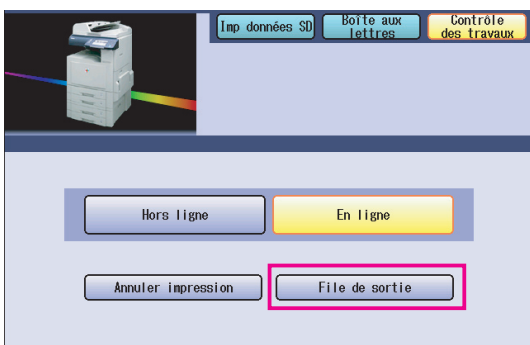 Imp données SD
Boîte aux
lettres
Contrôle
des travaux
Hors ligne
En ligne
Annuler impression
File de sortie